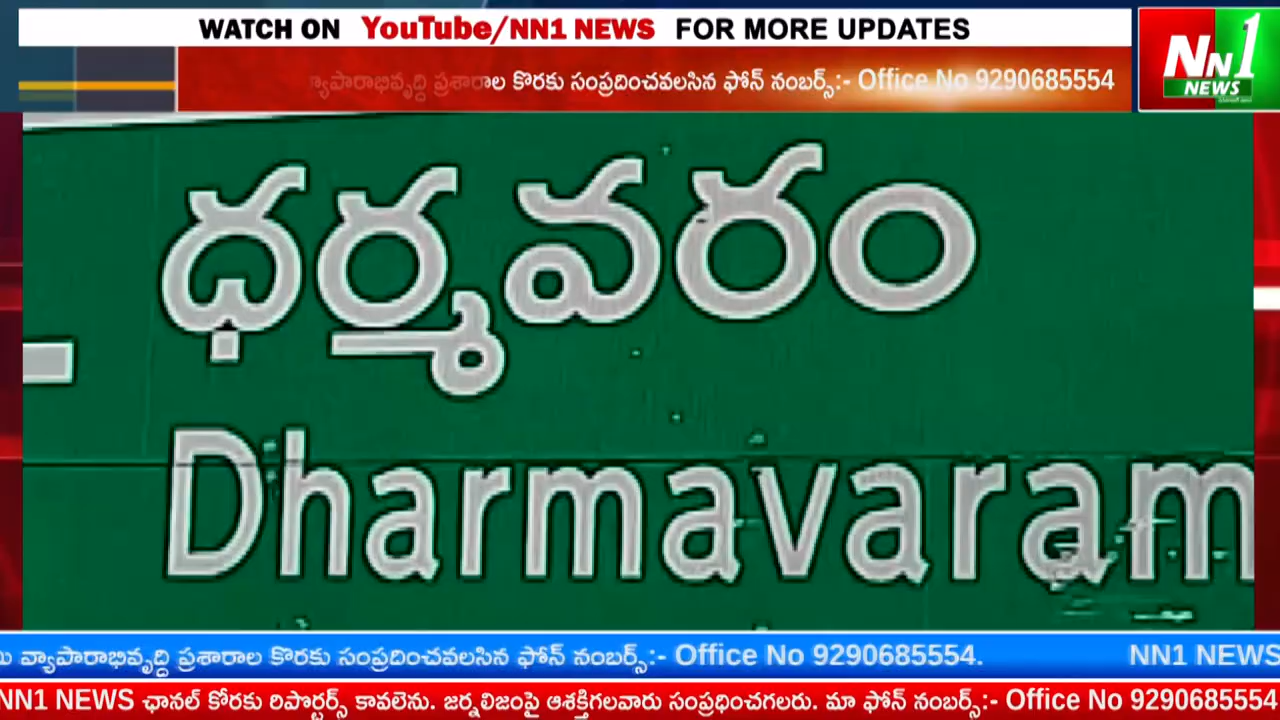 WATCH ON YouTube/NN1 NEWS FOR MORE UPDATES
వ్యాపారాభివృద్ది ప్రశారాల కొరకు సంప్రదించవలసిన ఫోన్ నంబర్స్:- Office No 9290685554
NN1
NEWS
ధర్మవరం
Dharmavaram
వ్యాపారాభివృద్ది ప్రశారాల కొరకు సంప్రదించవలసిన ఫోన్ నంబర్స్:- Office No 9290685554. NN1 NEWS
NN1 NEWS ఛానల్ కోరకు రిపొర్టర్స్ కావలెను. జర్నలిజంపై ఆశక్తిగలవారు సంప్రధించగలరు. మా ఫోన్ నంబర్స్:- Office No 9290685554